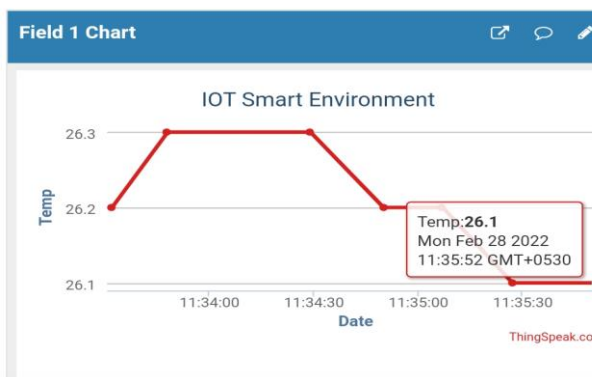 Field 1 Chart
IOT Smart Environment
26.3
26.2
26.1
Temp
Temp:26.1
Mon Feb 28 2022
11:35:52 GMT+0530
11:34:00 11:34:30 11:35:00 11:35:30
Date
ThingSpeak.co